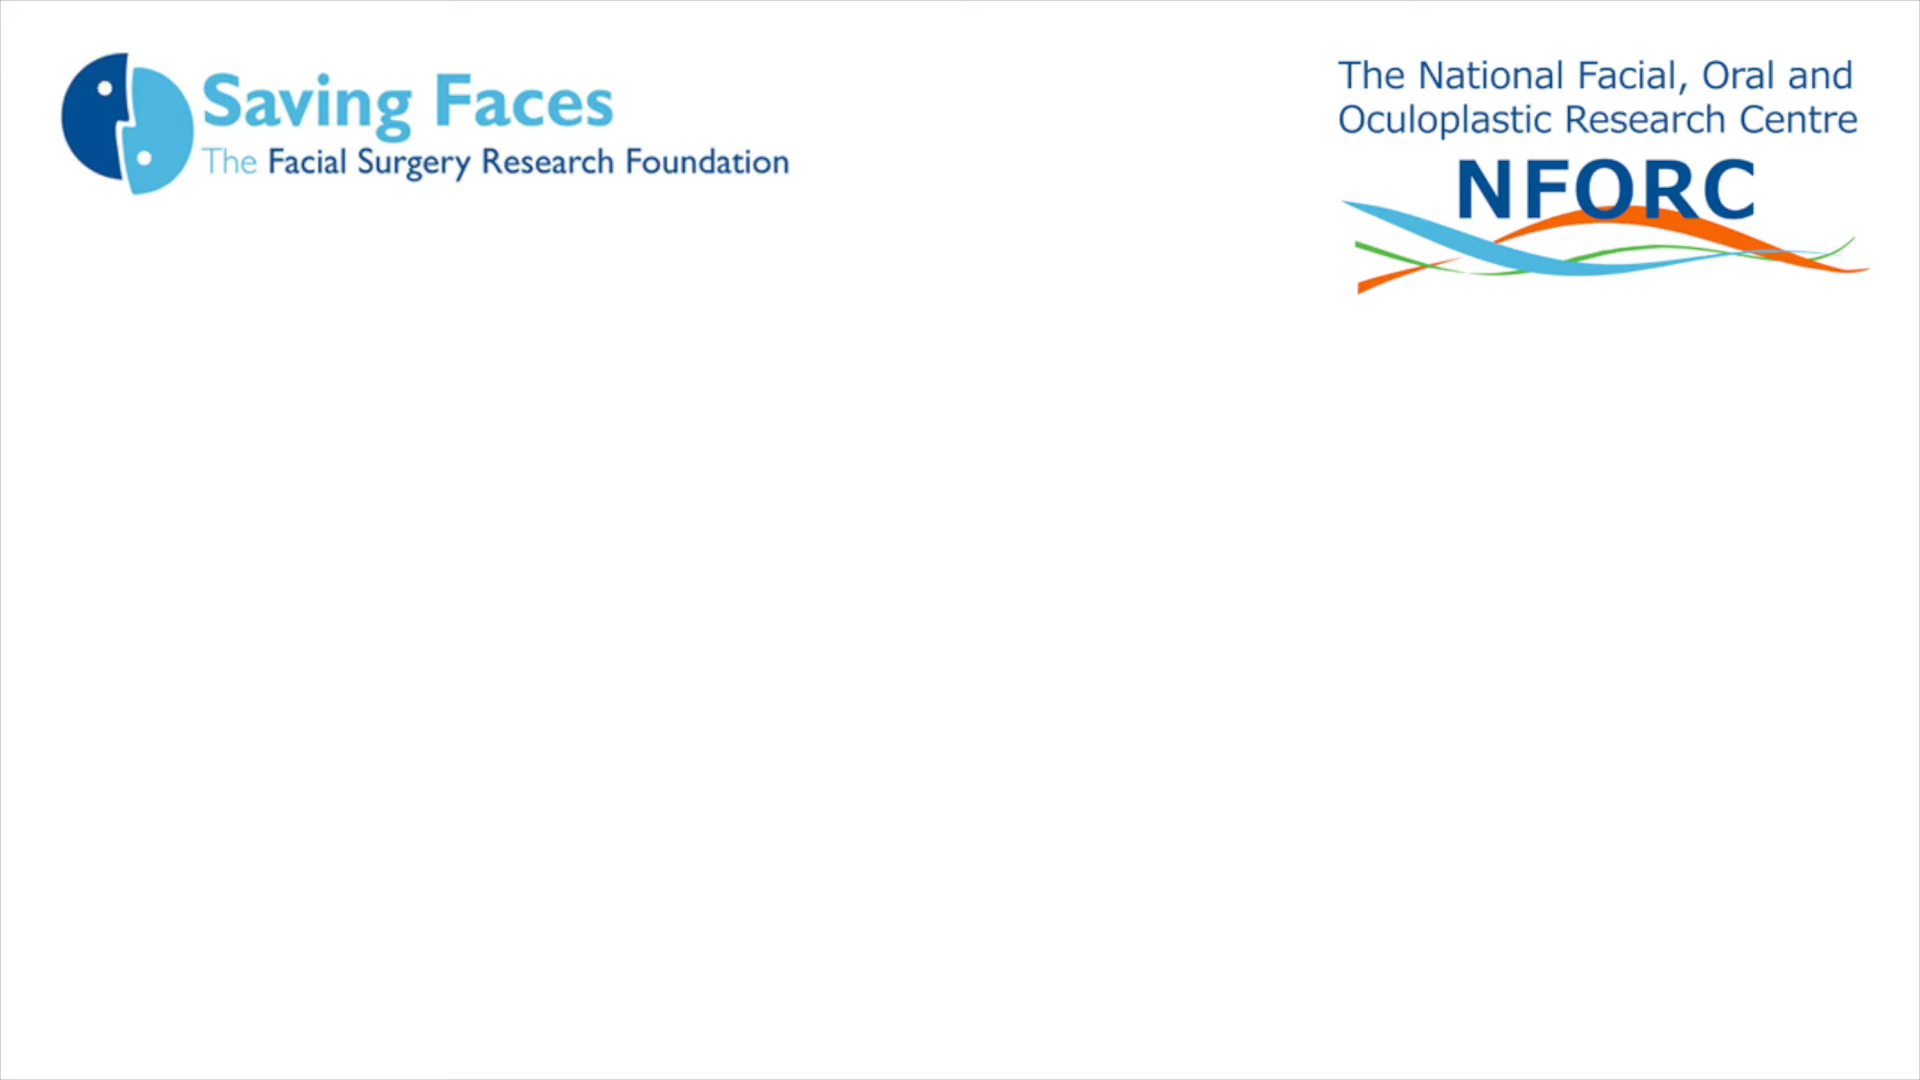 Saving Faces
The Facial Surgery Research Foundation
The National Facial, Oral and
Oculoplastic Research Centre
NFORC